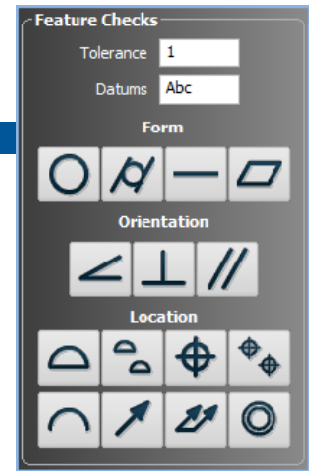 Feature Checks
Tolerance 1
Datums Abc
Form
Orientation
Location